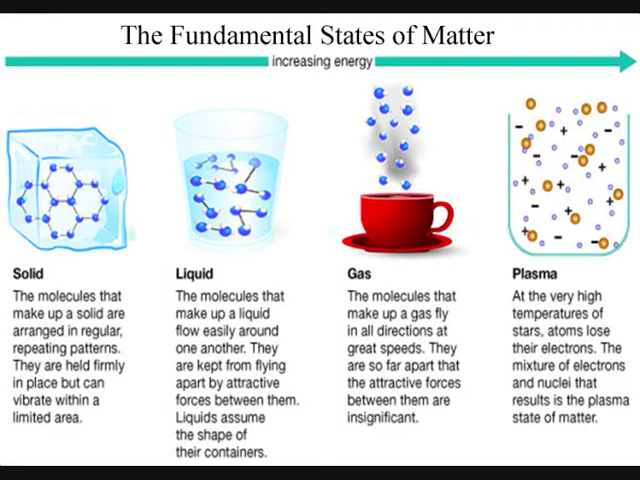 The Fundamental States of Matter
increasing energy
Solid
The molecules that
make up a solid are
arranged in regular,
repeating patterns.
They are held firmly
in place but can
vibrate within a
limited area.
Liquid
The molecules that
make up a liquid
flow easily around
one another. They
are kept from flying
apart by attractive
forces between them.
Liquids assume
the shape of
their containers.
Gas
The molecules that
make up a gas fly
in all directions at
great speeds. They
are so far apart that
the attractive forces
between them are
insignificant.
Plasma
At the very high
temperatures of
stars, atoms lose
their electrons. The
mixture of electrons
and nuclei that
results is the plasma
state of matter.